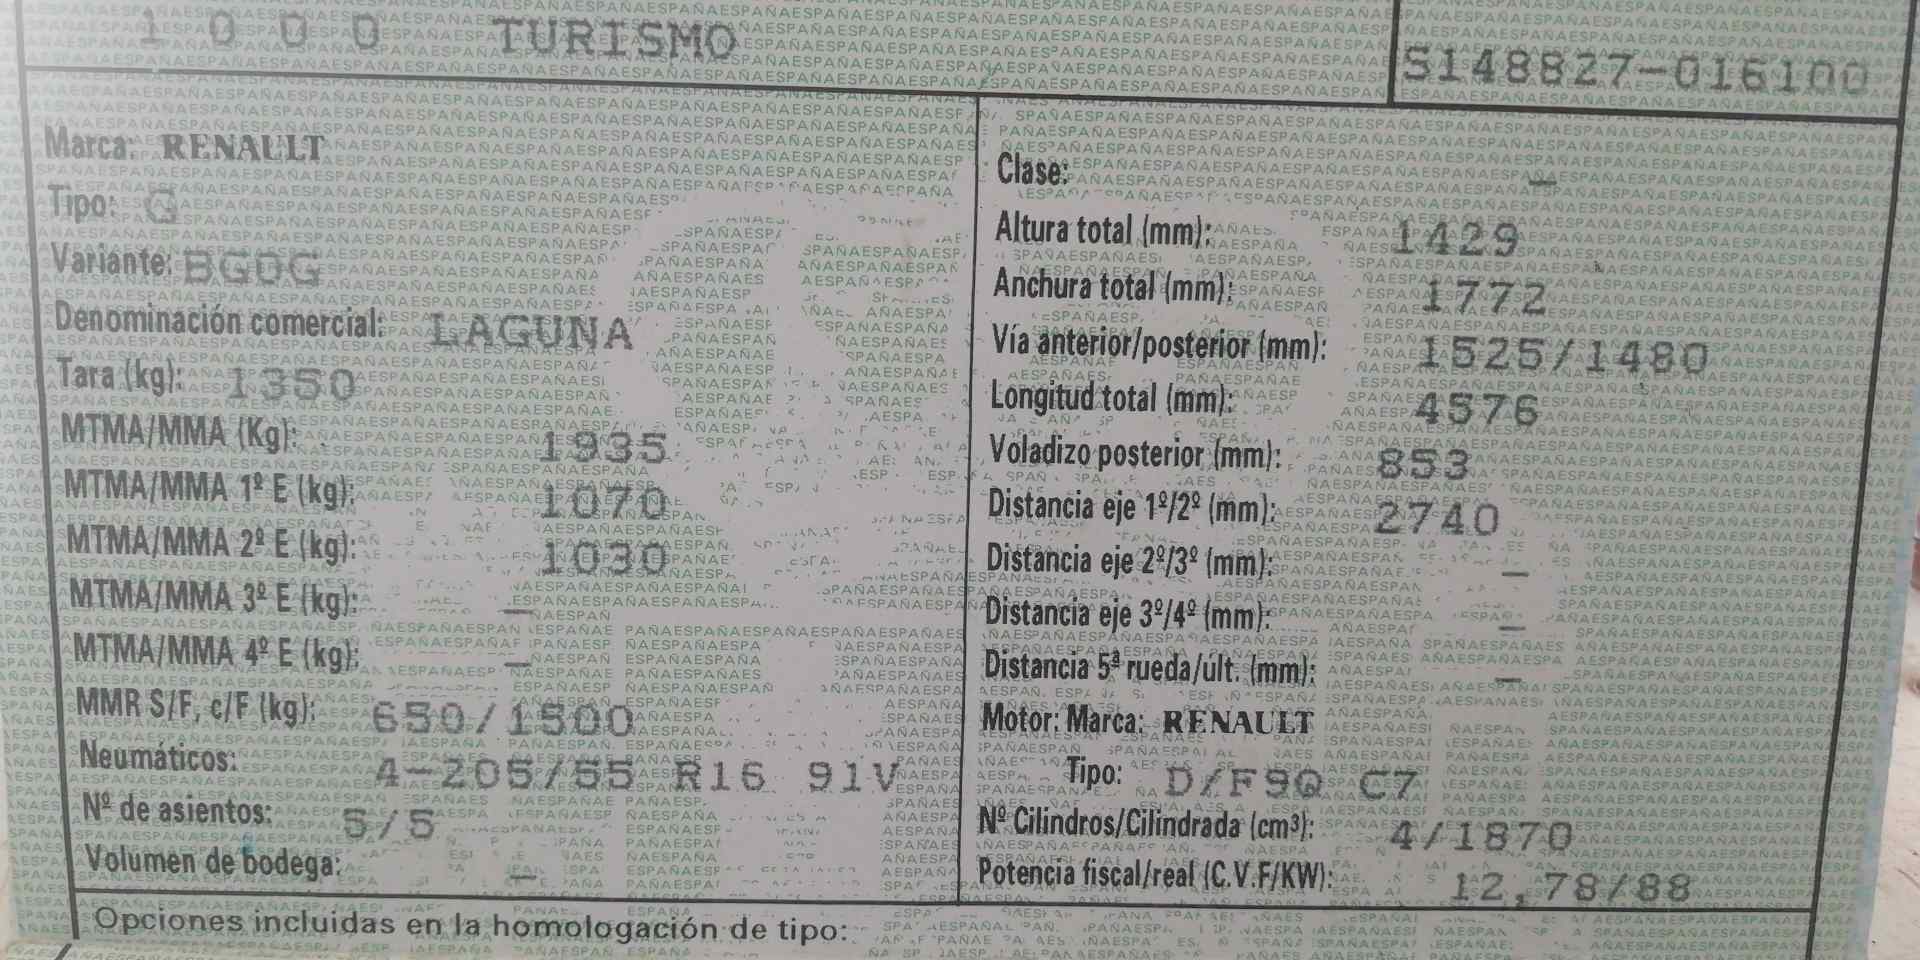 1000 TURISMO
S148827-016100
Marca: RENAULT
Tipo: G
Variante: BG0G
Denominación comercial: LAGUNA
Tara (kg): 1350
MTMA/MMA (Kg): 1935
MTMA/MMA 1º E (kg): 1070
MTMA/MMA 2º E (kg): 1030
MTMA/MMA 3º E (kg): –
MTMA/MMA 4º E (kg): –
MMR S/F, c/F (kg): 650/1500
Neumáticos: 4-205/55 R16 91V
Nº de asientos: 5/5
Volumen de bodega: –
Clase: –
Altura total (mm): 1429
Anchura total (mm): 1772
Vía anterior/posterior (mm): 1525/1480
Longitud total (mm): 4576
Voladizo posterior (mm): 853
Distancia eje 1º/2º (mm): 2740
Distancia eje 2º/3º (mm): –
Distancia eje 3º/4º (mm): –
Distancia 5ª rueda/ult. (mm): –
Motor: Marca: RENAULT
Tipo: D/F9Q C7
Nº Cilindros/Cilindrada (cm³): 4/1870
Potencia fiscal/real (C.V.F/KW): 12,78/88
Opciones incluidas en la homologación de tipo: